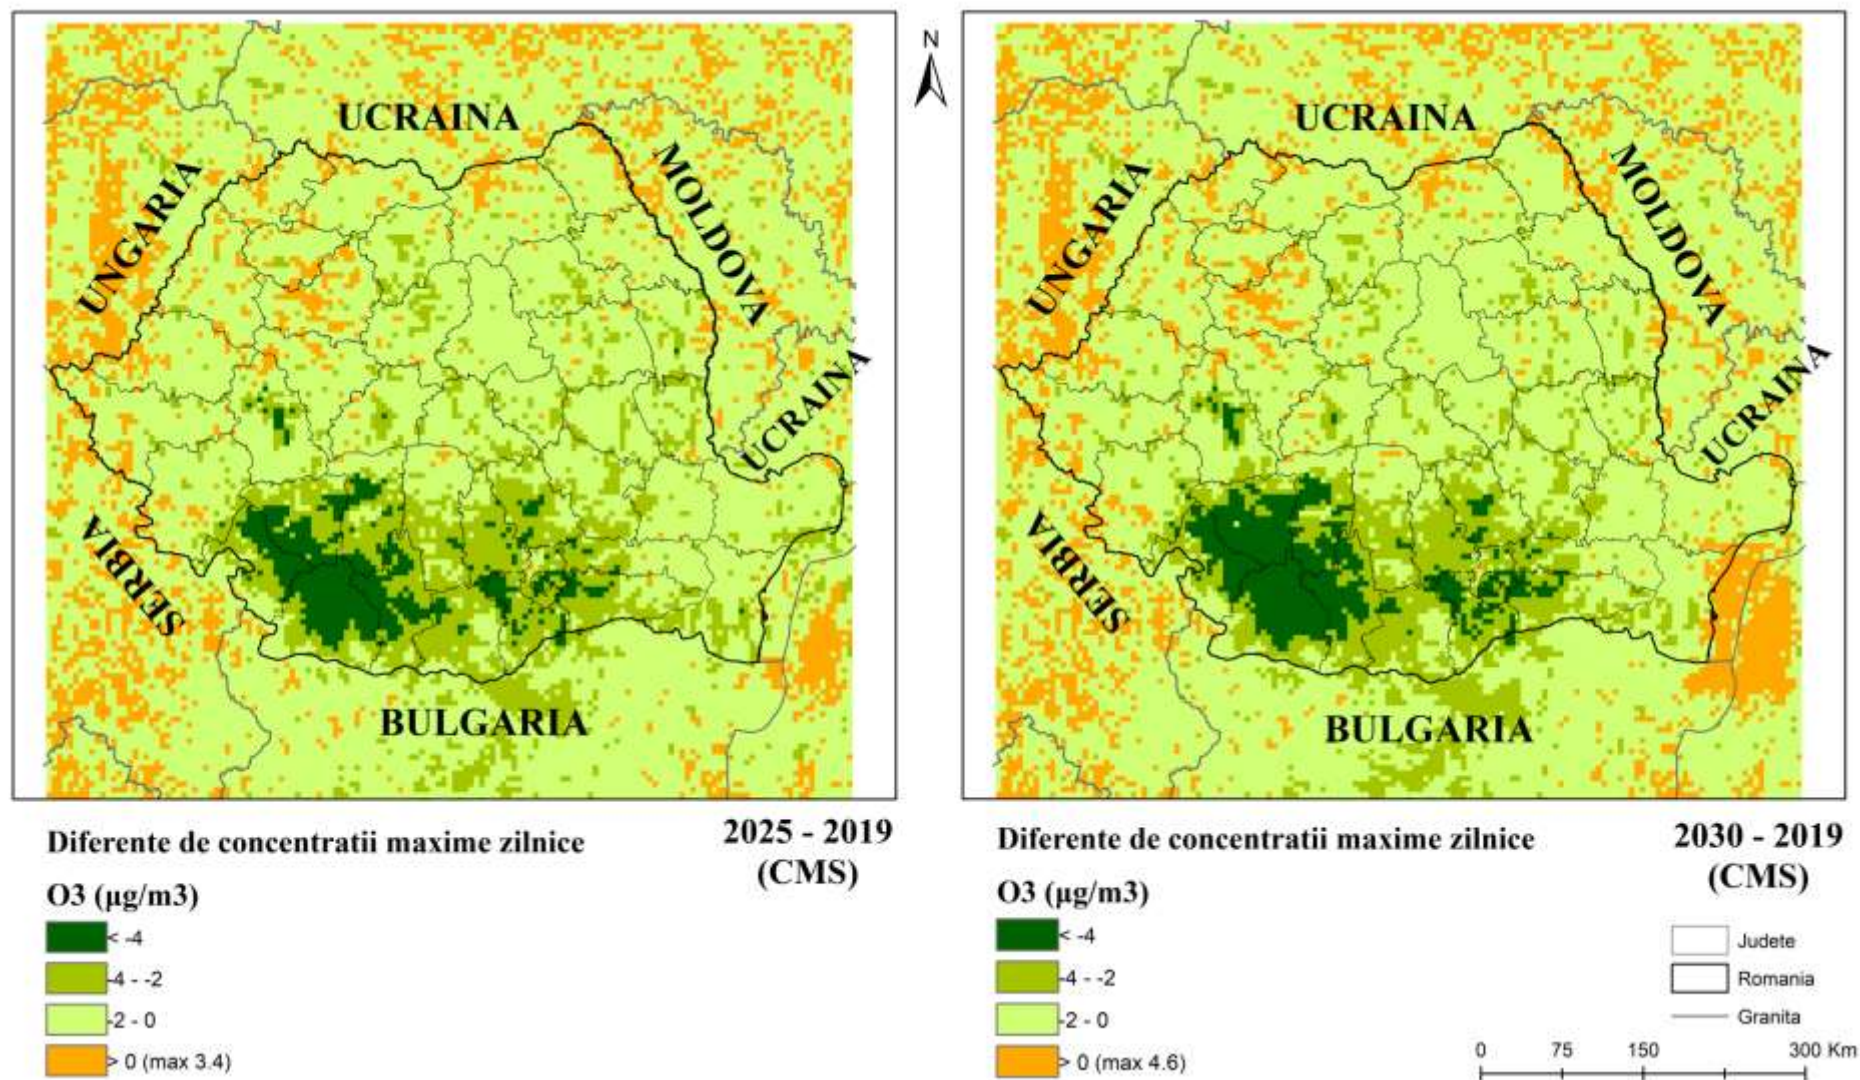 UCRAINA
UNGARIA
MOLDOVA
UCRAINA
SERBIA
BULGARIA
N
UCRAINA
UNGARIA
MOLDOVA
UCRAINA
SERBIA
BULGARIA
Diferente de concentratii maxime zilnice
2025 - 2019
(CMS)
O3 (µg/m3)
< -4
-4 - -2
-2 - 0
> 0 (max 3.4)
Diferente de concentratii maxime zilnice
2030 - 2019
(CMS)
O3 (µg/m3)
< -4
-4 - -2
-2 - 0
> 0 (max 4.6)
Judete
Romania
Granita
0 75 150 300 Km